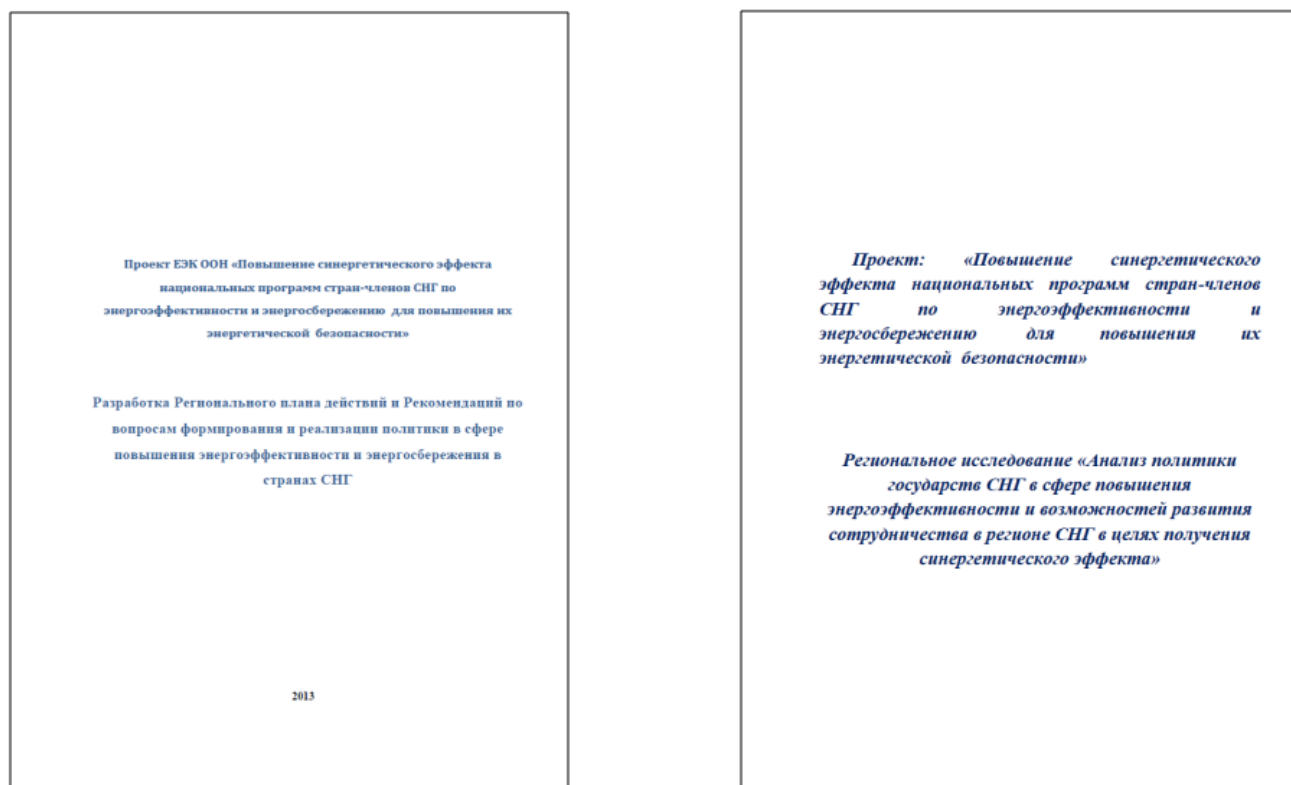 Проект ЕЭК ООН «Повышение синергетического эффекта
национальных программ стран-членов СНГ по
энергоэффективности и энергосбережению для повышения их
энергетической безопасности»
Разработка Регионального плана действий и Рекомендаций по
вопросам формирования и реализации политики в сфере
повышения энергоэффективности и энергосбережения в
странах СНГ
2013
Проект: «Повышение синергетического
эффекта национальных программ стран-членов
СНГ по энергоэффективности и
энергосбережению для повышения их
энергетической безопасности»
Региональное исследование «Анализ политики
государств СНГ в сфере повышения
энергоэффективности и возможностей развития
сотрудничества в регионе СНГ в целях получения
синергетического эффекта»